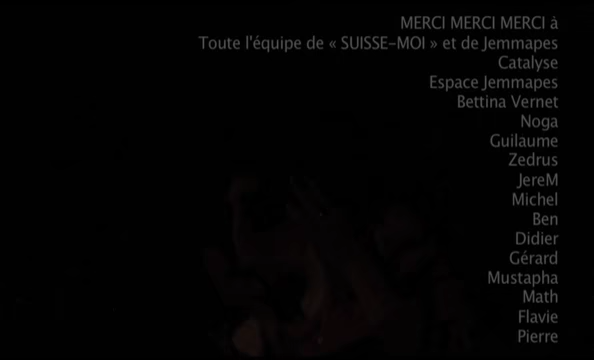 MERCI MERCI MERCI à
Toute l'équipe de « SUISSE-MOI » et de Jemmapes
Catalyse
Espace Jemmapes
Bettina Vernet
Noga
Guilaume
Zedrus
JereM
Michel
Ben
Didier
Gérard
Mustapha
Math
Flavie
Pierre